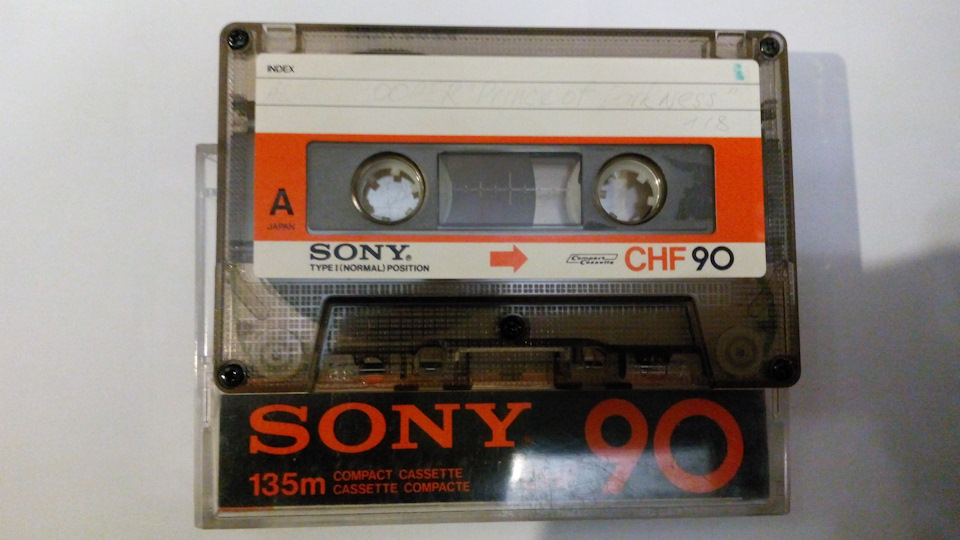 INDEX
Prince of Darkness"
A
JAPAN
SONY®
TYPE I (NORMAL) POSITION
Compact Cassette
CHF 90
SONY
90
135m
COMPACT CASSETTE
CASSETTE COMPACTE